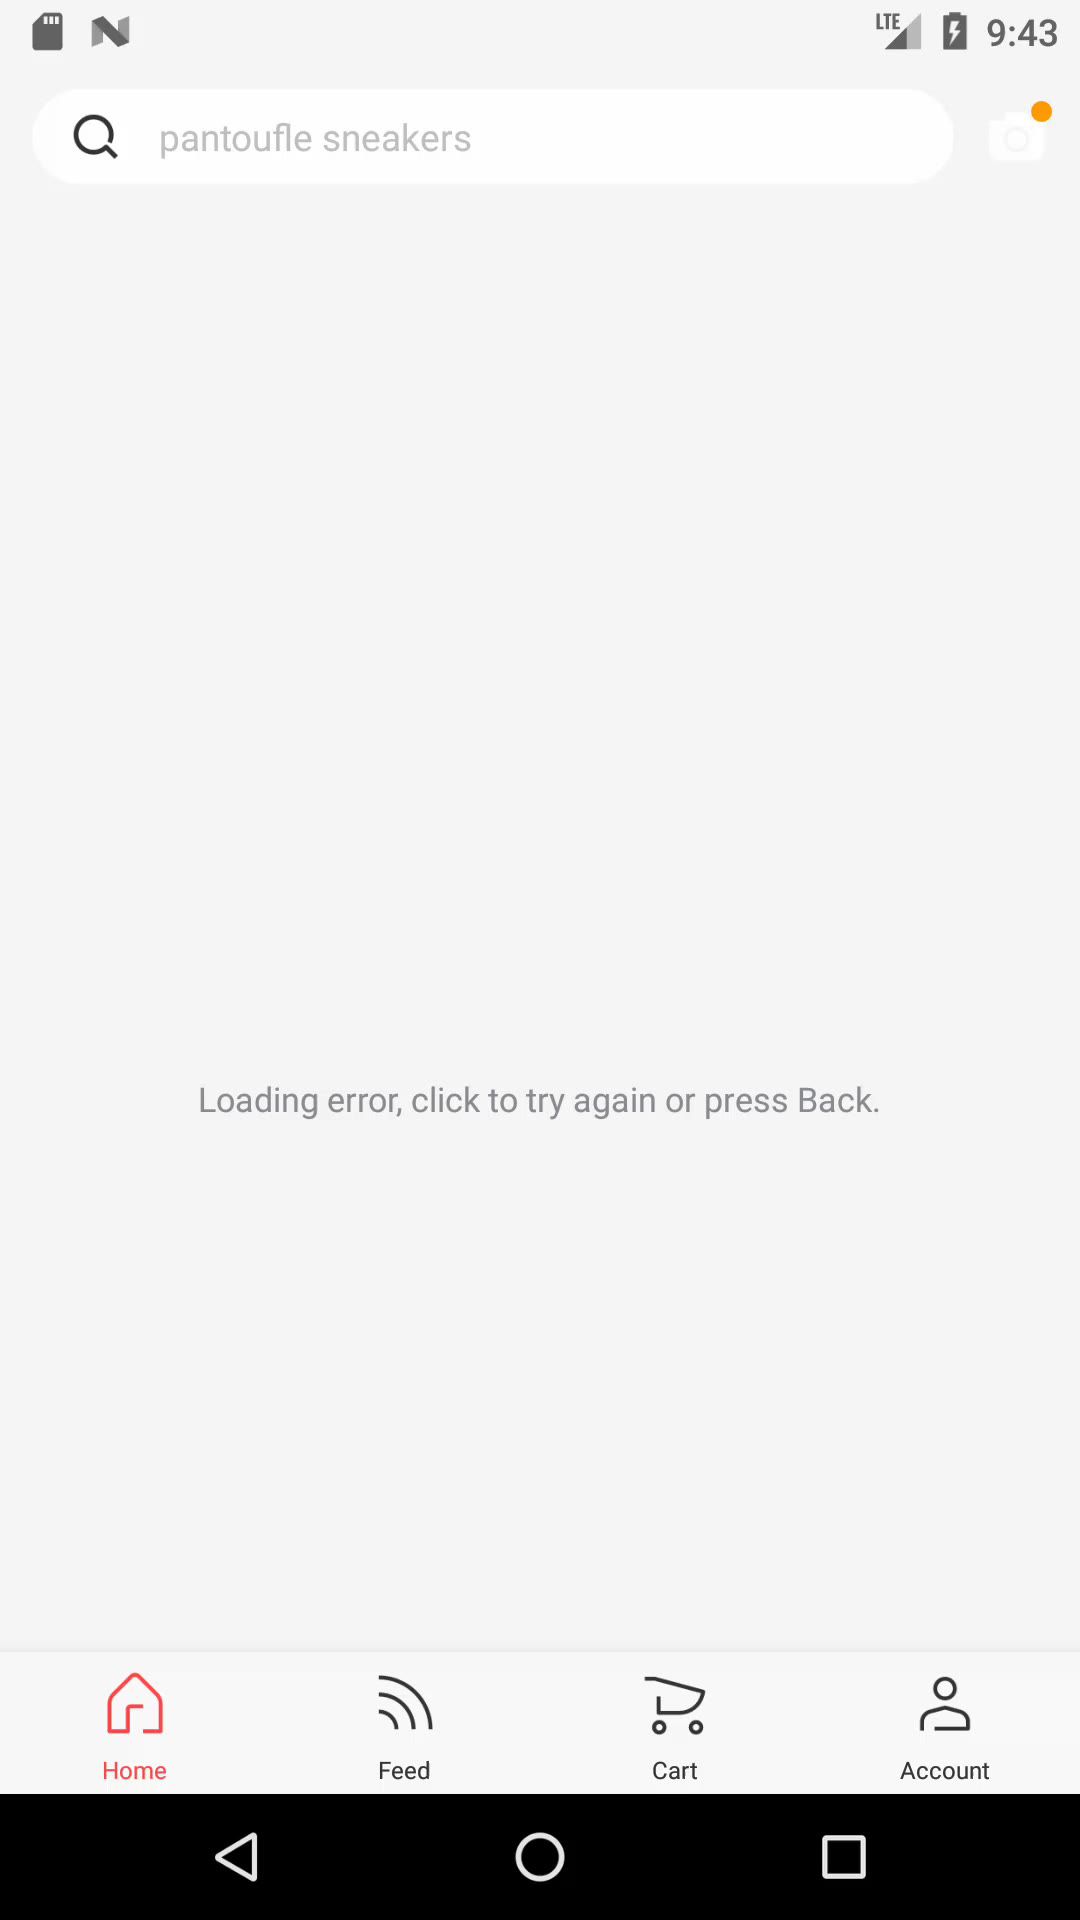 LTE 9:43
pantoufle sneakers
Loading error, click to try again or press Back.
Home Feed Cart Account